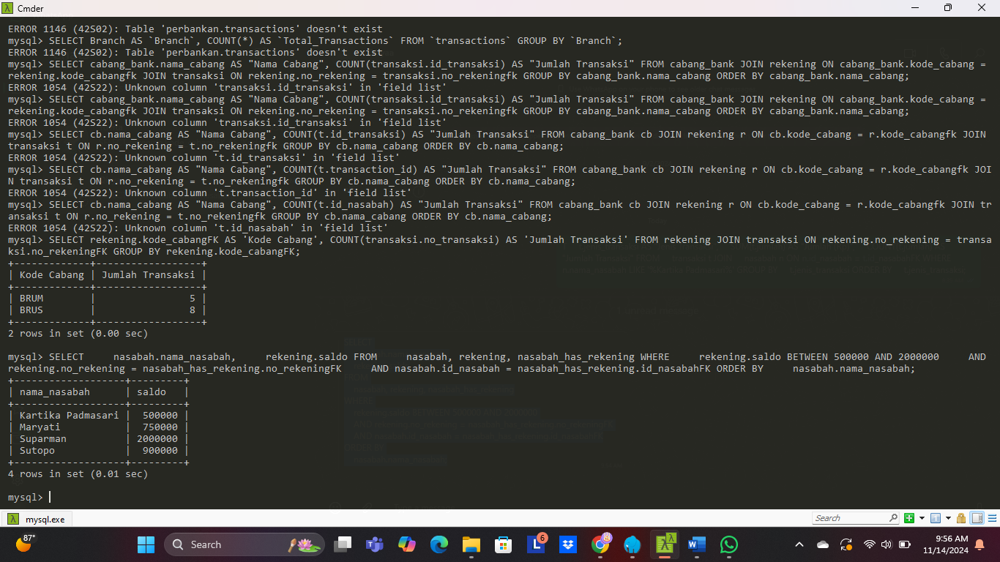 Cmder
ERROR 1146 (42S02): Table 'perbankan.transactions' doesn't exist
mysql> SELECT Branch AS `Branch`, COUNT(*) AS `Total_Transactions` FROM `transactions` GROUP BY `Branch`;
ERROR 1146 (42S02): Table 'perbankan.transactions' doesn't exist
mysql> SELECT cabang_bank.nama_cabang AS "Nama Cabang", COUNT(transaksi.id_transaksi) AS "Jumlah Transaksi" FROM cabang_bank JOIN rekening ON cabang_bank.kode_cabang =
rekening.kode_cabangfk JOIN transaksi ON rekening.no_rekening = transaksi.no_rekeningfk GROUP BY cabang_bank.nama_cabang ORDER BY cabang_bank.nama_cabang;
ERROR 1054 (42S22): Unknown column 'transaksi.id_transaksi' in 'field list'
mysql> SELECT cabang_bank.nama_cabang AS "Nama Cabang", COUNT(transaksi.id_transaksi) AS "Jumlah Transaksi" FROM cabang_bank JOIN rekening ON cabang_bank.kode_cabang =
rekening.kode_cabangfk JOIN transaksi ON rekening.no_rekening = transaksi.no_rekeningfk GROUP BY cabang_bank.nama_cabang ORDER BY cabang_bank.nama_cabang;
ERROR 1054 (42S22): Unknown column 'transaksi.id_transaksi' in 'field list'
mysql> SELECT cb.nama_cabang AS "Nama Cabang", COUNT(t.id_transaksi) AS "Jumlah Transaksi" FROM cabang_bank cb JOIN rekening r ON cb.kode_cabang = r.kode_cabangfk JOIN
transaksi t ON r.no_rekening = t.no_rekeningfk GROUP BY cb.nama_cabang ORDER BY cb.nama_cabang;
ERROR 1054 (42S22): Unknown column 't.id_transaksi' in 'field list'
mysql> SELECT cb.nama_cabang AS "Nama Cabang", COUNT(t.transaction_id) AS "Jumlah Transaksi" FROM cabang_bank cb JOIN rekening r ON cb.kode_cabang = r.kode_cabangfk JOI
N transaksi t ON r.no_rekening = t.no_rekeningfk GROUP BY cb.nama_cabang ORDER BY cb.nama_cabang;
ERROR 1054 (42S22): Unknown column 't.transaction_id' in 'field list'
mysql> SELECT cb.nama_cabang AS "Nama Cabang", COUNT(t.id_nasabah) AS "Jumlah Transaksi" FROM cabang_bank cb JOIN rekening r ON cb.kode_cabang = r.kode_cabangfk JOIN tr
ansaksi t ON r.no_rekening = t.no_rekeningfk GROUP BY cb.nama_cabang ORDER BY cb.nama_cabang;
ERROR 1054 (42S22): Unknown column 't.id_nasabah' in 'field list'
mysql> SELECT rekening.kode_cabangFK AS 'Kode Cabang', COUNT(transaksi.no_transaksi) AS 'Jumlah Transaksi' FROM rekening JOIN transaksi ON rekening.no_rekening = transa
ksi.no_rekeningFK GROUP BY rekening.kode_cabangFK;
+-------------+------------------+
| Kode Cabang | Jumlah Transaksi |
+-------------+------------------+
| BRUM | 5 |
| BRUS | 8 |
+-------------+------------------+
2 rows in set (0.00 sec)
mysql> SELECT nasabah.nama_nasabah, rekening.saldo FROM nasabah, rekening, nasabah_has_rekening WHERE rekening.saldo BETWEEN 500000 AND 2000000 AND
rekening.no_rekening = nasabah_has_rekening.no_rekeningFK AND nasabah.id_nasabah = nasabah_has_rekening.id_nasabahFK ORDER BY nasabah.nama_nasabah;
+-------------------+---------+
| nama_nasabah | saldo |
+-------------------+---------+
| Kartika Padmasari | 500000 |
| Maryati | 750000 |
| Suparman | 2000000 |
| Sutopo | 900000 |
+-------------------+---------+
4 rows in set (0.01 sec)
mysql>
mysql.exe
Search
87°
Search
6
9:56 AM
11/14/2024